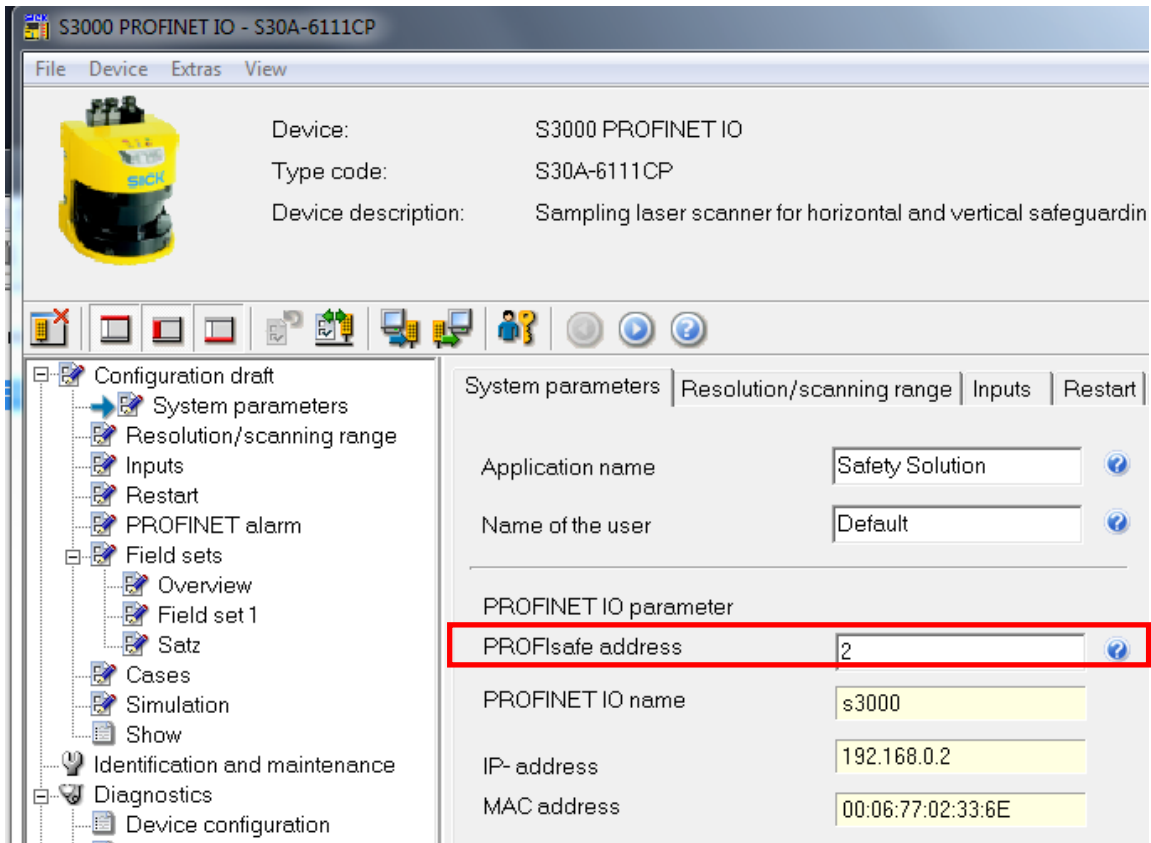 S3000 PROFINET IO - S30A-6111CP
File Device Extras View
Device: S3000 PROFINET IO
Type code: S30A-6111CP
Device description: Sampling laser scanner for horizontal and vertical safeguardin
SICK
Configuration draft
System parameters
Resolution/scanning range
Inputs
Restart
PROFINET alarm
Field sets
Overview
Field set 1
Satz
Cases
Simulation
Show
Identification and maintenance
Diagnostics
Device configuration
System parameters Resolution/scanning range Inputs Restart
Application name Safety Solution
Name of the user Default
PROFINET IO parameter
PROFIsafe address 2
PROFINET IO name s3000
IP- address 192.168.0.2
MAC address 00:06:77:02:33:6E